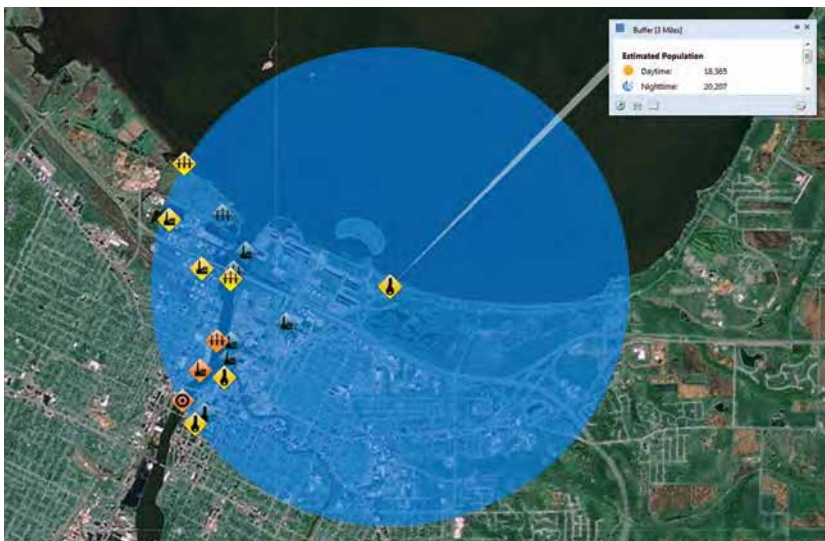 Buffer [3 Miles]
Estimated Population
Daytime: 18,365
Nighttime: 20,207